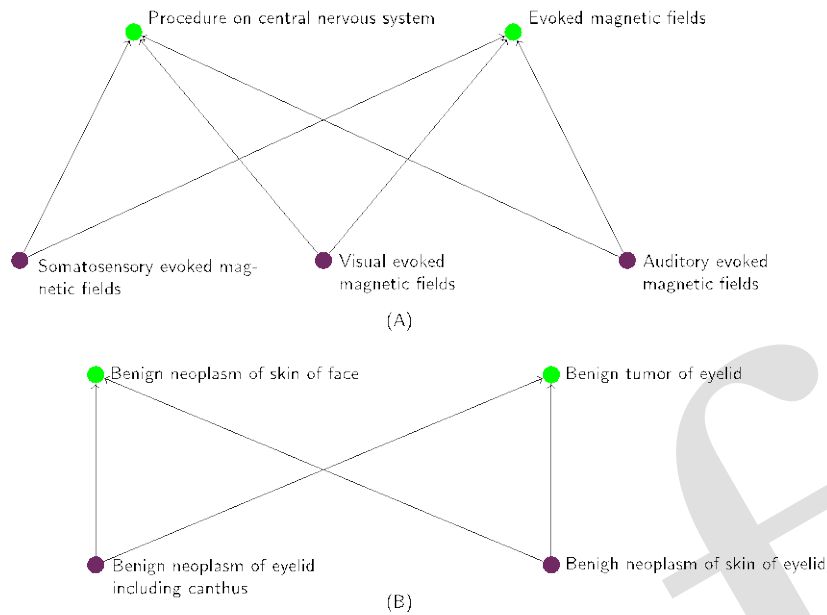 Procedure on central nervous system
Evoked magnetic fields
Somatosensory evoked mag-
netic fields
Visual evoked
magnetic fields
Auditory evoked
magnetic fields
(A)
Benign neoplasm of skin of face
Benign tumor of eyelid
Benign neoplasm of eyelid
including canthus
Benigh neoplasm of skin of eyelid
(B)
f